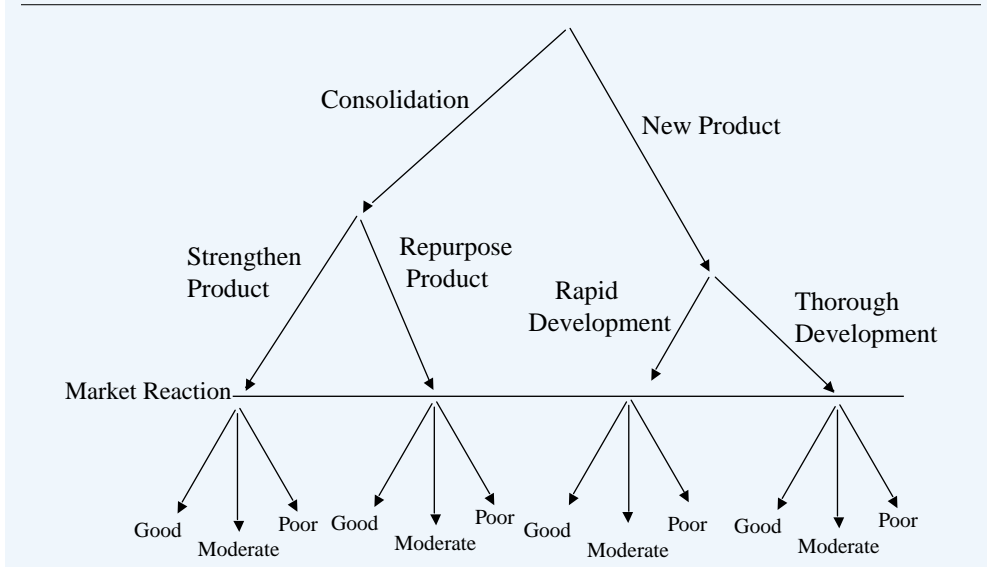 Consolidation
New Product
Strengthen
Product
Repurpose
Product
Rapid
Development
Thorough
Development
Market Reaction
Good
Moderate
Poor
Good
Moderate
Poor
Good
Moderate
Poor
Good
Moderate
Poor